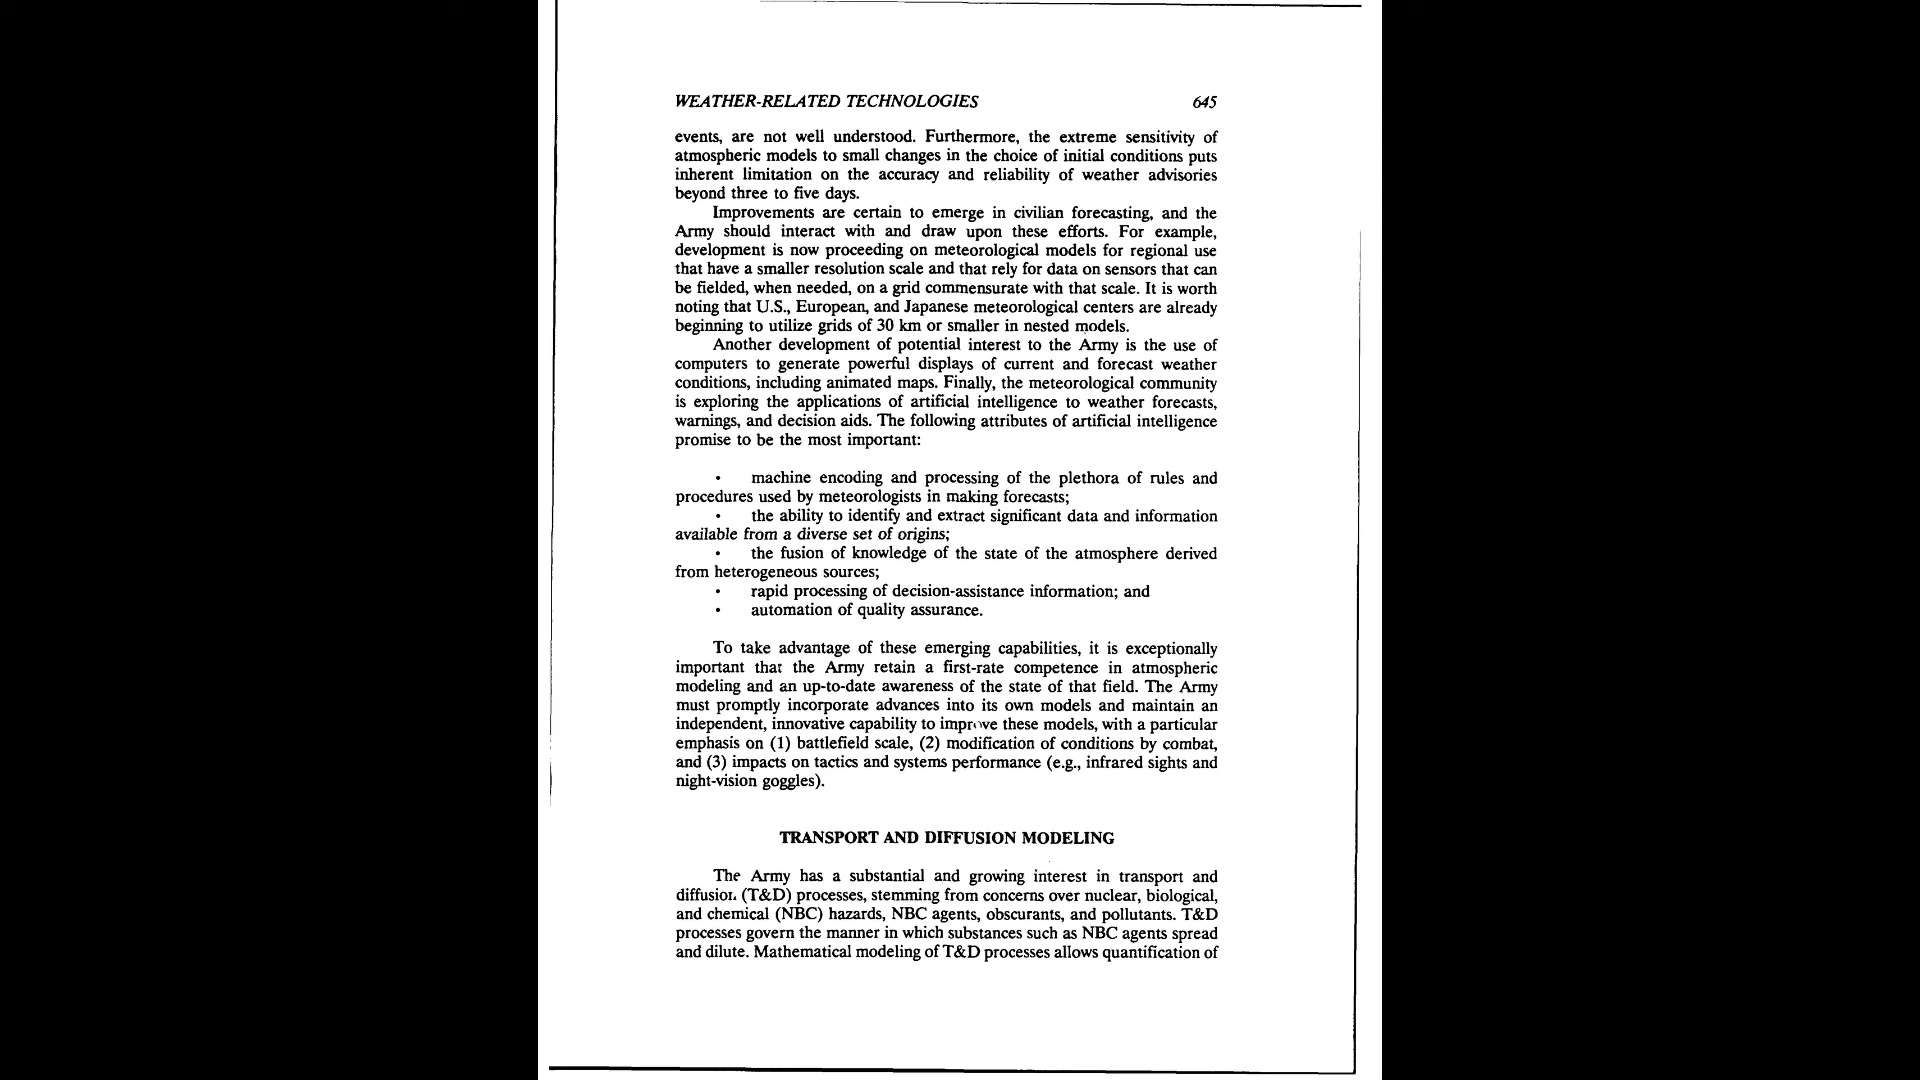 WEATHER-RELATED TECHNOLOGIES 645
events, are not well understood. Furthermore, the extreme sensitivity of
atmospheric models to small changes in the choice of initial conditions puts
inherent limitation on the accuracy and reliability of weather advisories
beyond three to five days.
Improvements are certain to emerge in civilian forecasting, and the
Army should interact with and draw upon these efforts. For example,
development is now proceeding on meteorological models for regional use
that have a smaller resolution scale and that rely for data on sensors that can
be fielded, when needed, on a grid commensurate with that scale. It is worth
noting that U.S., European, and Japanese meteorological centers are already
beginning to utilize grids of 30 km or smaller in nested models.
Another development of potential interest to the Army is the use of
computers to generate powerful displays of current and forecast weather
conditions, including animated maps. Finally, the meteorological community
is exploring the applications of artificial intelligence to weather forecasts,
warnings, and decision aids. The following attributes of artificial intelligence
promise to be the most important:
• machine encoding and processing of the plethora of rules and
procedures used by meteorologists in making forecasts;
• the ability to identify and extract significant data and information
available from a diverse set of origins;
• the fusion of knowledge of the state of the atmosphere derived
from heterogeneous sources;
• rapid processing of decision-assistance information; and
• automation of quality assurance.
To take advantage of these emerging capabilities, it is exceptionally
important that the Army retain a first-rate competence in atmospheric
modeling and an up-to-date awareness of the state of that field. The Army
must promptly incorporate advances into its own models and maintain an
independent, innovative capability to improve these models, with a particular
emphasis on (1) battlefield scale, (2) modification of conditions by combat,
and (3) impacts on tactics and systems performance (e.g., infrared sights and
night-vision goggles).
TRANSPORT AND DIFFUSION MODELING
The Army has a substantial and growing interest in transport and
diffusion (T&D) processes, stemming from concerns over nuclear, biological,
and chemical (NBC) hazards, NBC agents, obscurants, and pollutants. T&D
processes govern the manner in which substances such as NBC agents spread
and dilute. Mathematical modeling of T&D processes allows quantification of